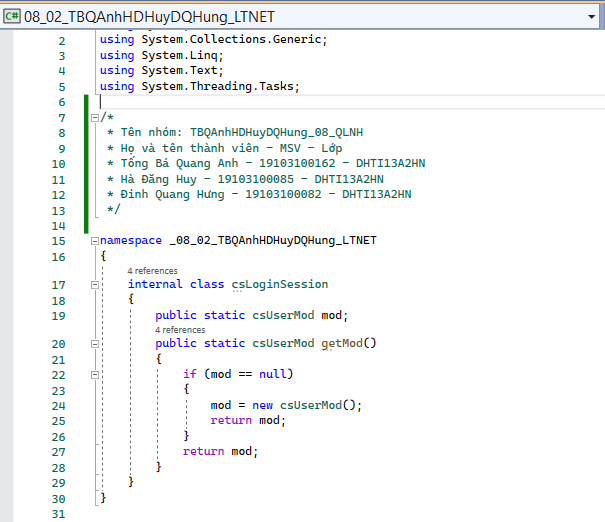 C# 08_02_TBQAnhHDHuyDQHung_LTNET
2 using System.Collections.Generic;
3 using System.Linq;
4 using System.Text;
5 using System.Threading.Tasks;
6
7 /*
8 * Tên nhóm: TBQAnhHDHuyDQHung_08_QLNH
9 * Họ và tên thành viên - MSV - Lớp
10 * Tống Bá Quang Anh - 19103100162 - DHTI13A2HN
11 * Hà Đăng Huy - 19103100085 - DHTI13A2HN
12 * Đinh Quang Hưng - 19103100082 - DHTI13A2HN
13 */
14
15 namespace _08_02_TBQAnhHDHuyDQHung_LTNET
16 {
4 references
17 internal class csLoginSession
18 {
19 public static csUserMod mod;
4 references
20 public static csUserMod getMod()
21 {
22 if (mod == null)
23 {
24 mod = new csUserMod();
25 return mod;
26 }
27 return mod;
28 }
29 }
30 }
31